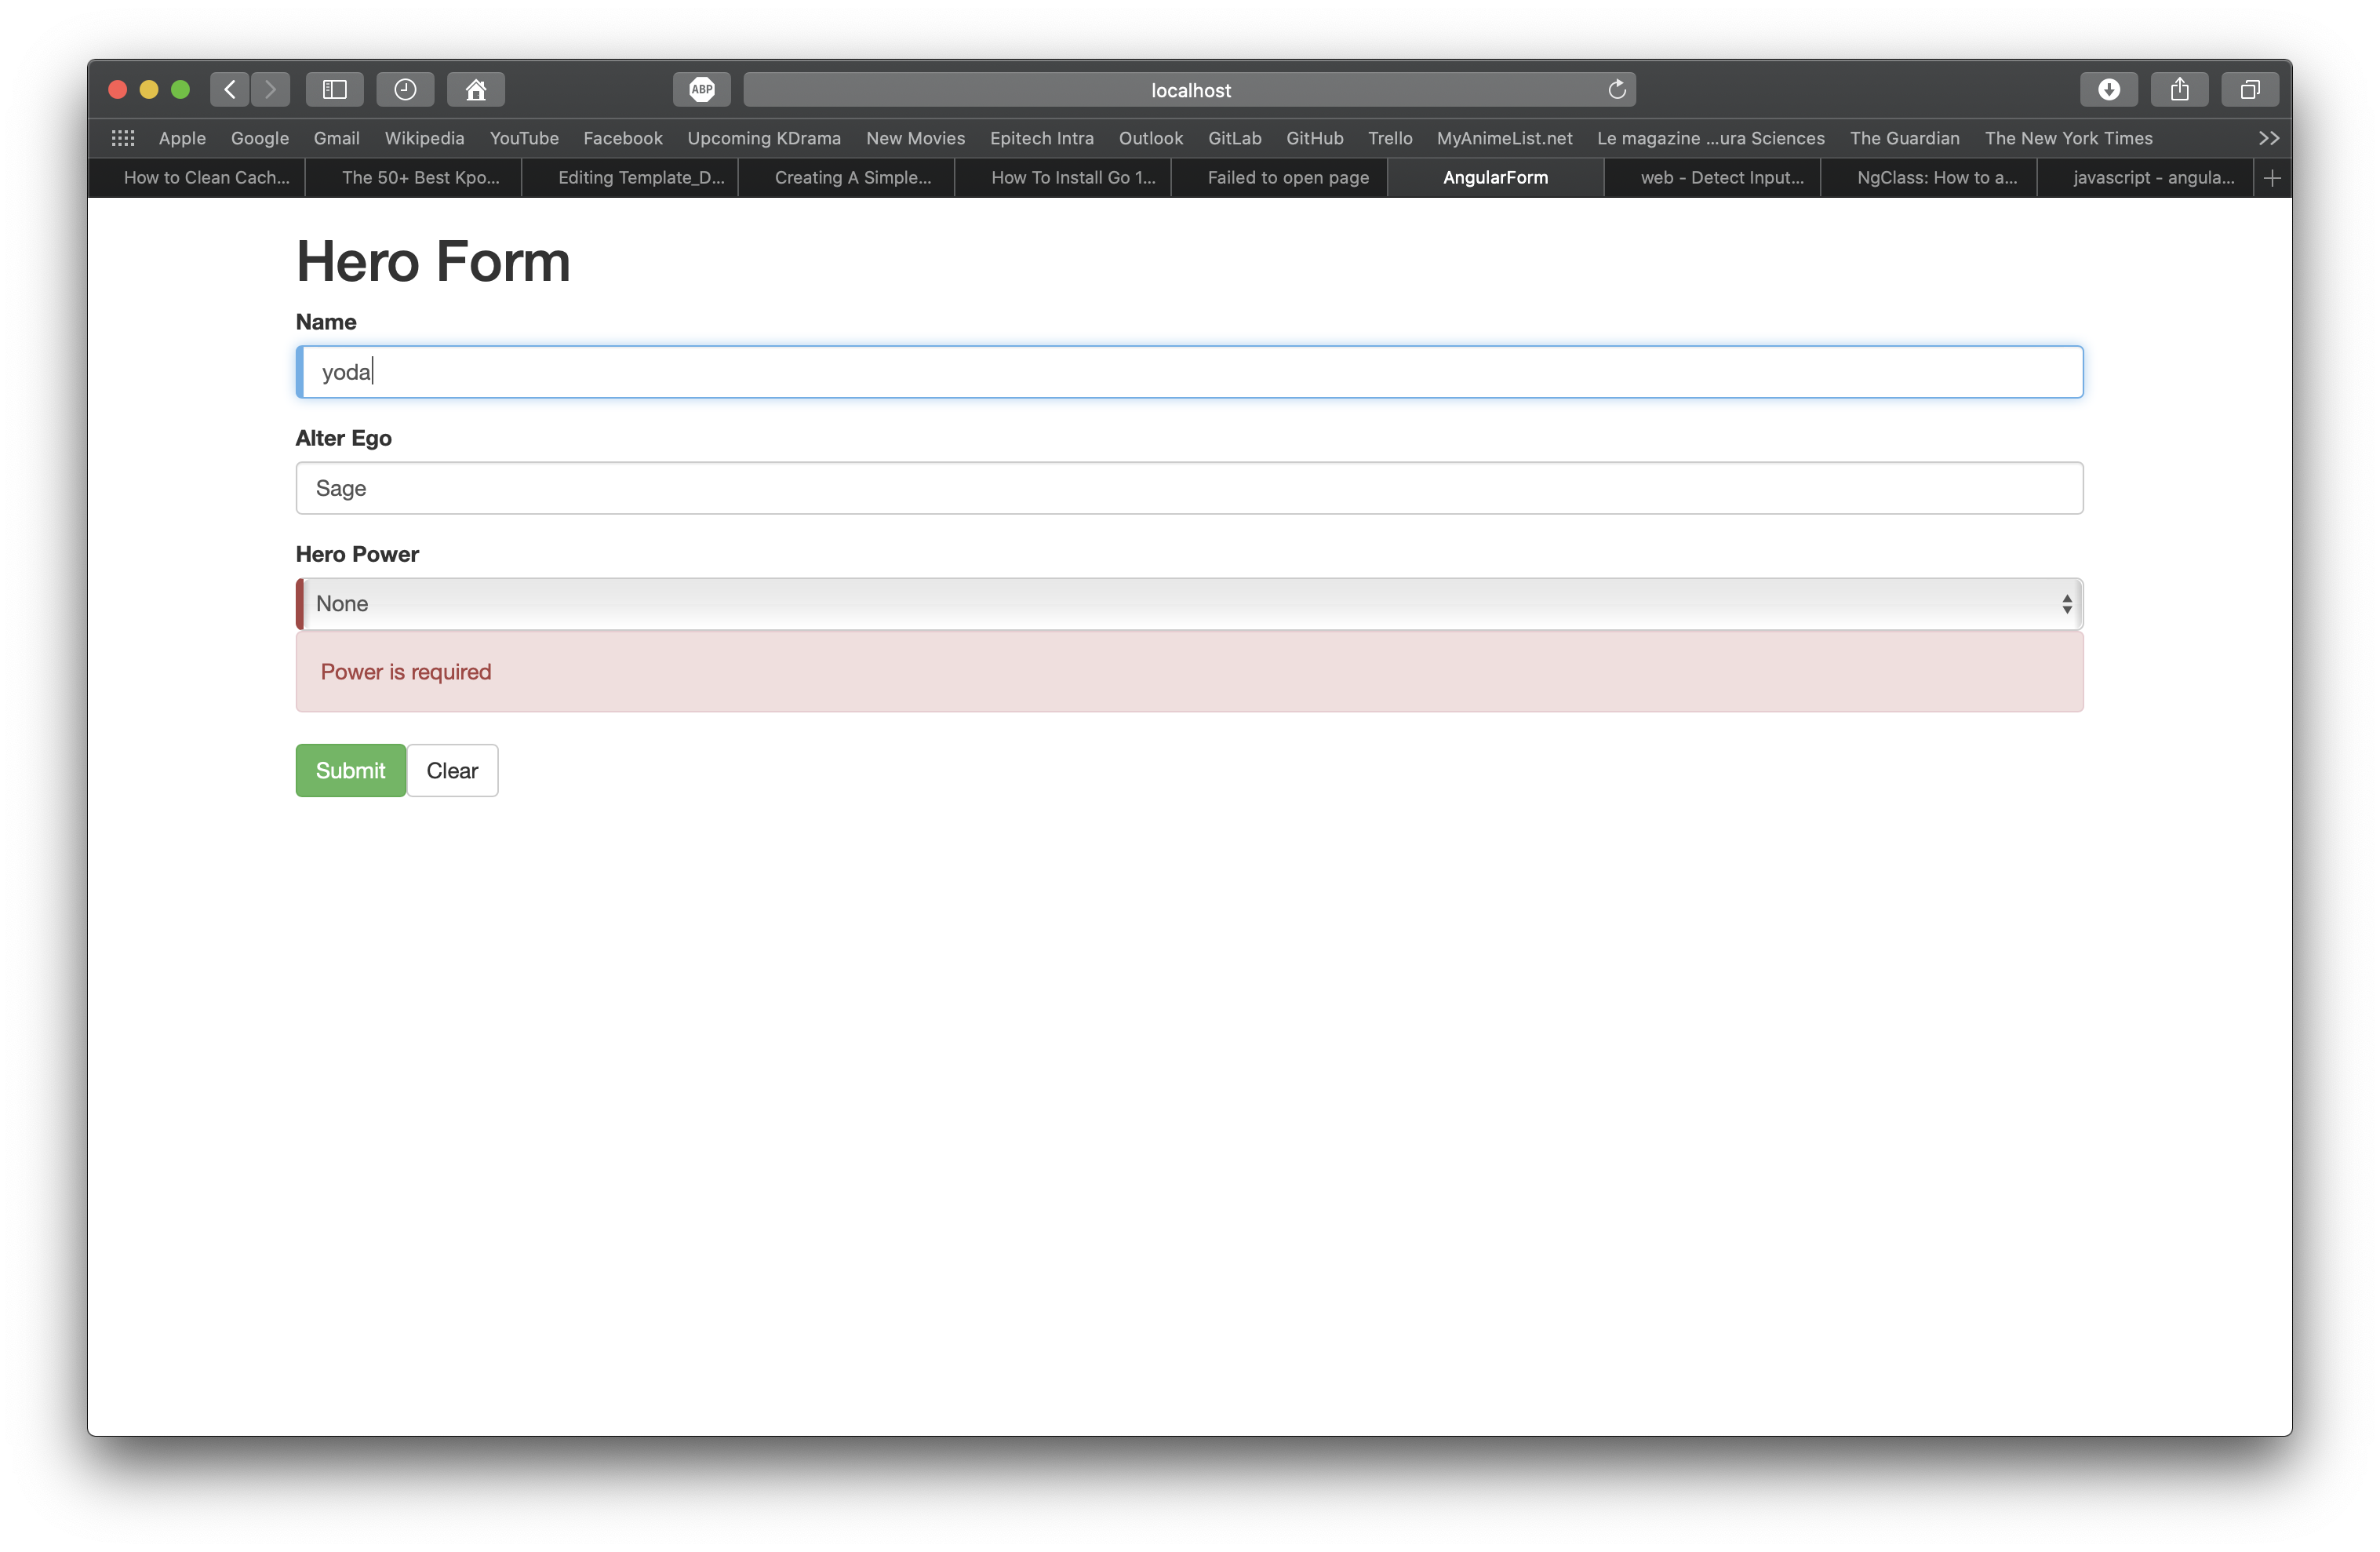 ABP
localhost
Apple Google Gmail Wikipedia YouTube Facebook Upcoming KDrama New Movies Epitech Intra Outlook GitLab GitHub Trello MyAnimeList.net Le magazine ...ura Sciences The Guardian The New York Times
How to Clean Cach... The 50+ Best Kpo... Editing Template_D... Creating A Simple... How To Install Go 1... Failed to open page AngularForm web - Detect Input... NgClass: How to a... javascript - angula...
Hero Form
Name
yoda
Alter Ego
Sage
Hero Power
None
Power is required
Submit Clear